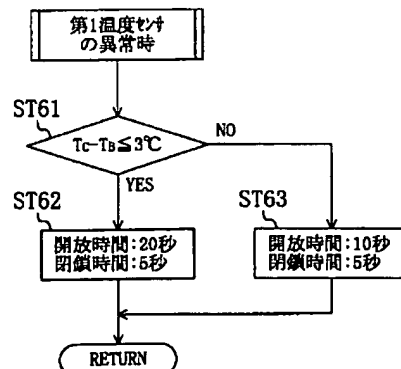 第1温度センサ
の異常時
ST61
TC-TB≦3℃
NO
YES
ST62
開放時間:20秒
閉鎖時間:5秒
ST63
開放時間:10秒
閉鎖時間:5秒
RETURN